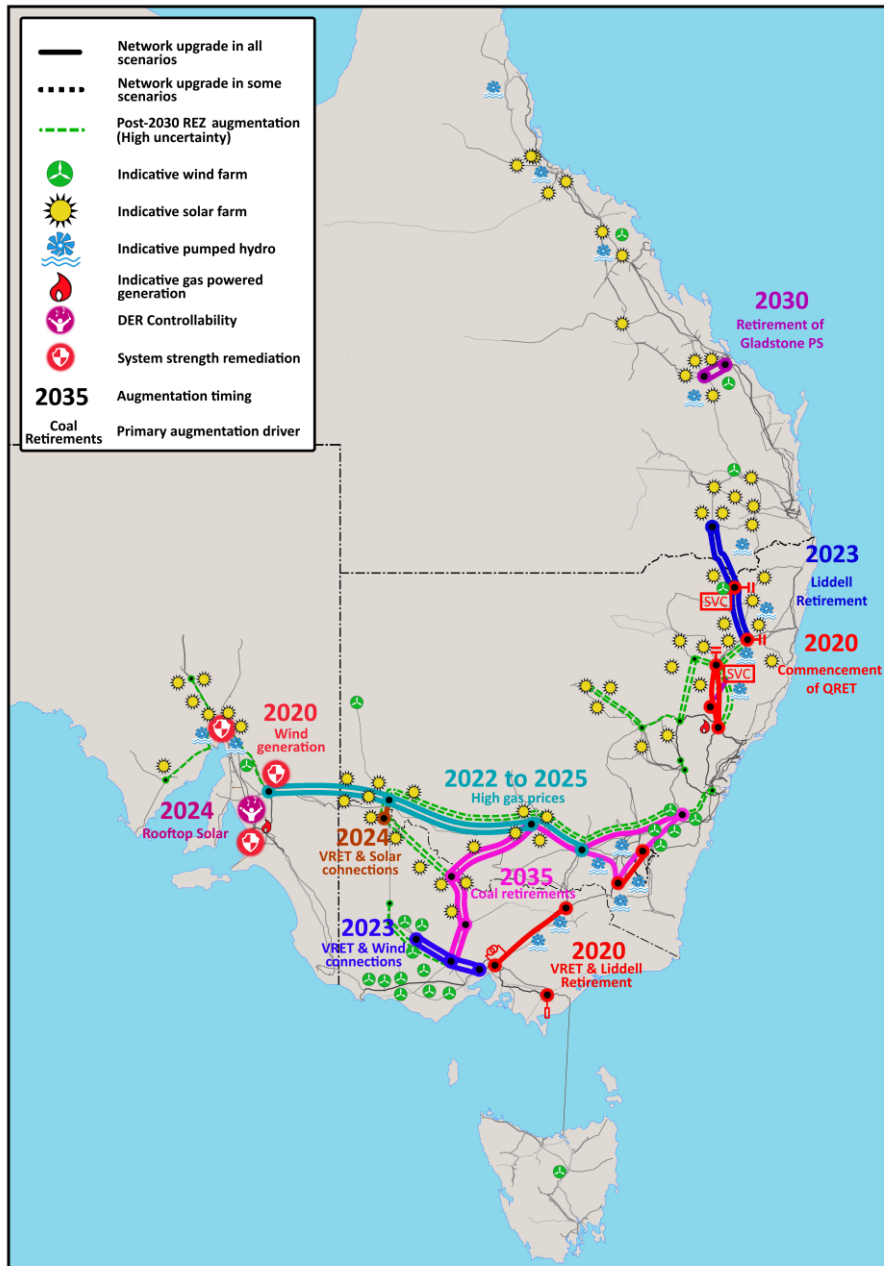 Network upgrade in all
scenarios
Network upgrade in some
scenarios
Post-2030 REZ augmentation
(High uncertainty)
Indicative wind farm
Indicative solar farm
Indicative pumped hydro
Indicative gas powered
generation
DER Controllability
System strength remediation
2035
Augmentation timing
Coal
Retirements
Primary augmentation driver
2030
Retirement of
Gladstone PS
2023
Liddell
Retirement
SVC
2020
Commencement
of QRET
SVC
2020
Wind
generation
2022 to 2025
High gas prices
2024
Rooftop Solar
2024
VRET & Solar
connections
2035
Coal retirements
2023
VRET & Wind
connections
2020
VRET & Liddell
Retirement